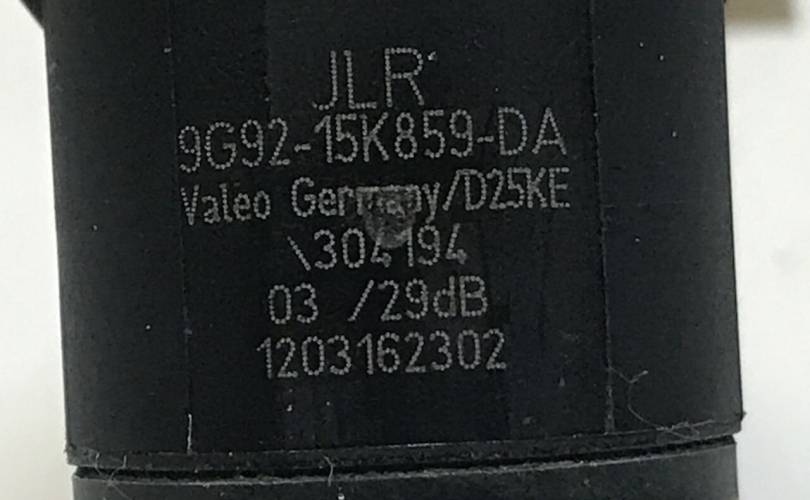 JLR
9G92-15K859-DA
Valeo Germany/D25KE
\304194
03 /29dB
1203162302